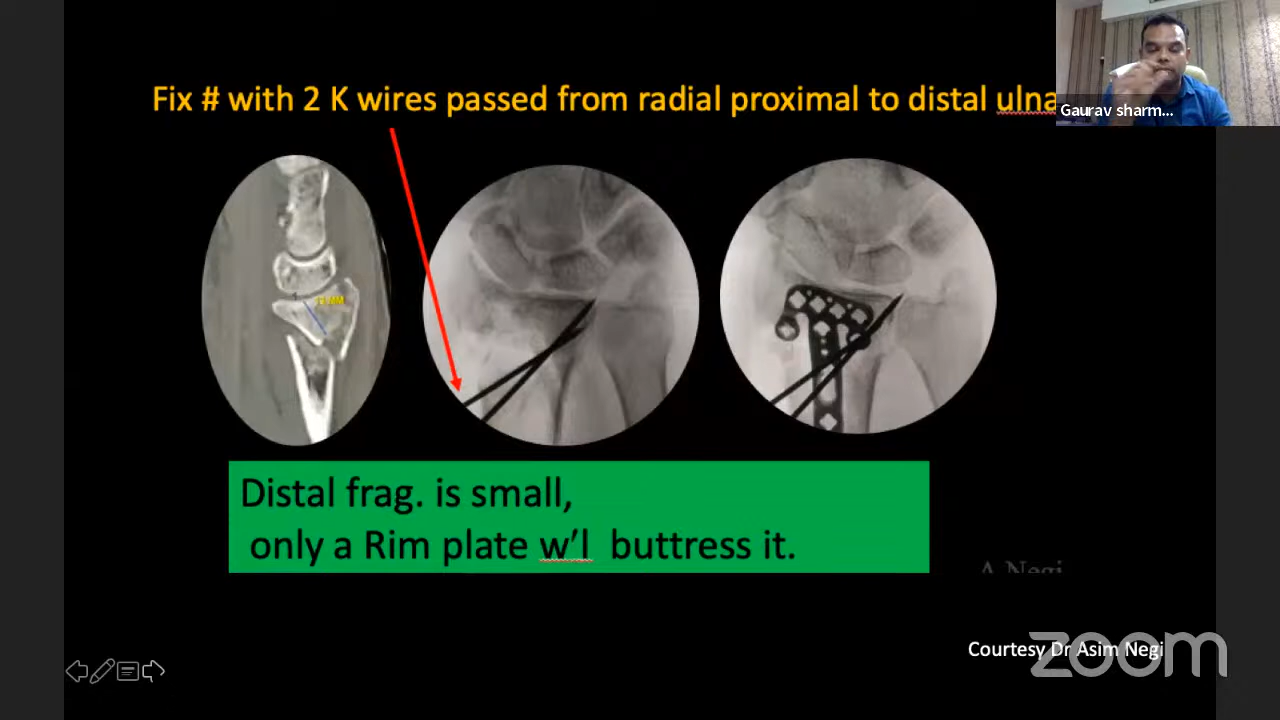 Fix # with 2 K wires passed from radial proximal to distal ulna
Gaurav sharm...
MM
Distal frag. is small,
only a Rim plate w'l buttress it.
A Negi
Courtesy Dr Asim Negi
zoom